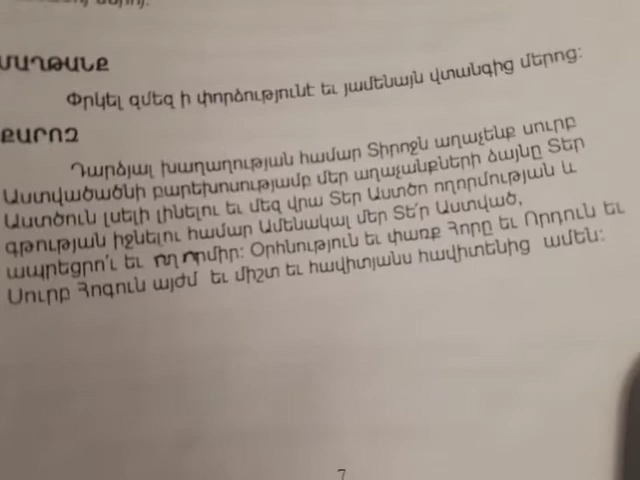 ՄԱՂԹԱՆՔ
Փրկել զմեզ ի փորձությունէ եւ յամենայն վտանգից մերոց:
ՔԱՐՈԶ
Դարձյալ խաղաղության համար Տիրոջն աղաչենք սուրբ
Աստվածածնի բարեխոսությամբ մեր աղաչանքների ձայնը Տեր
Աստծուն լսելի լինելու եւ մեզ վրա Տեր Աստծո ողորմության և
գթության իջնելու համար Ամենակալ մեր Տե՛ր Աստված,
ապրեցրո՛ւ եւ ողորմիր: Օրհնություն եւ փառք Հորը եւ Որդուն եւ
Սուրբ Հոգուն այժմ եւ միշտ եւ հավիտյանս հավիտենից ամեն:
7